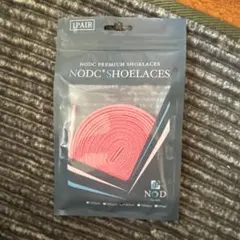 1PAIR
NODC PREMIUM SHOELACES
NODC® SHOELACES
NOD